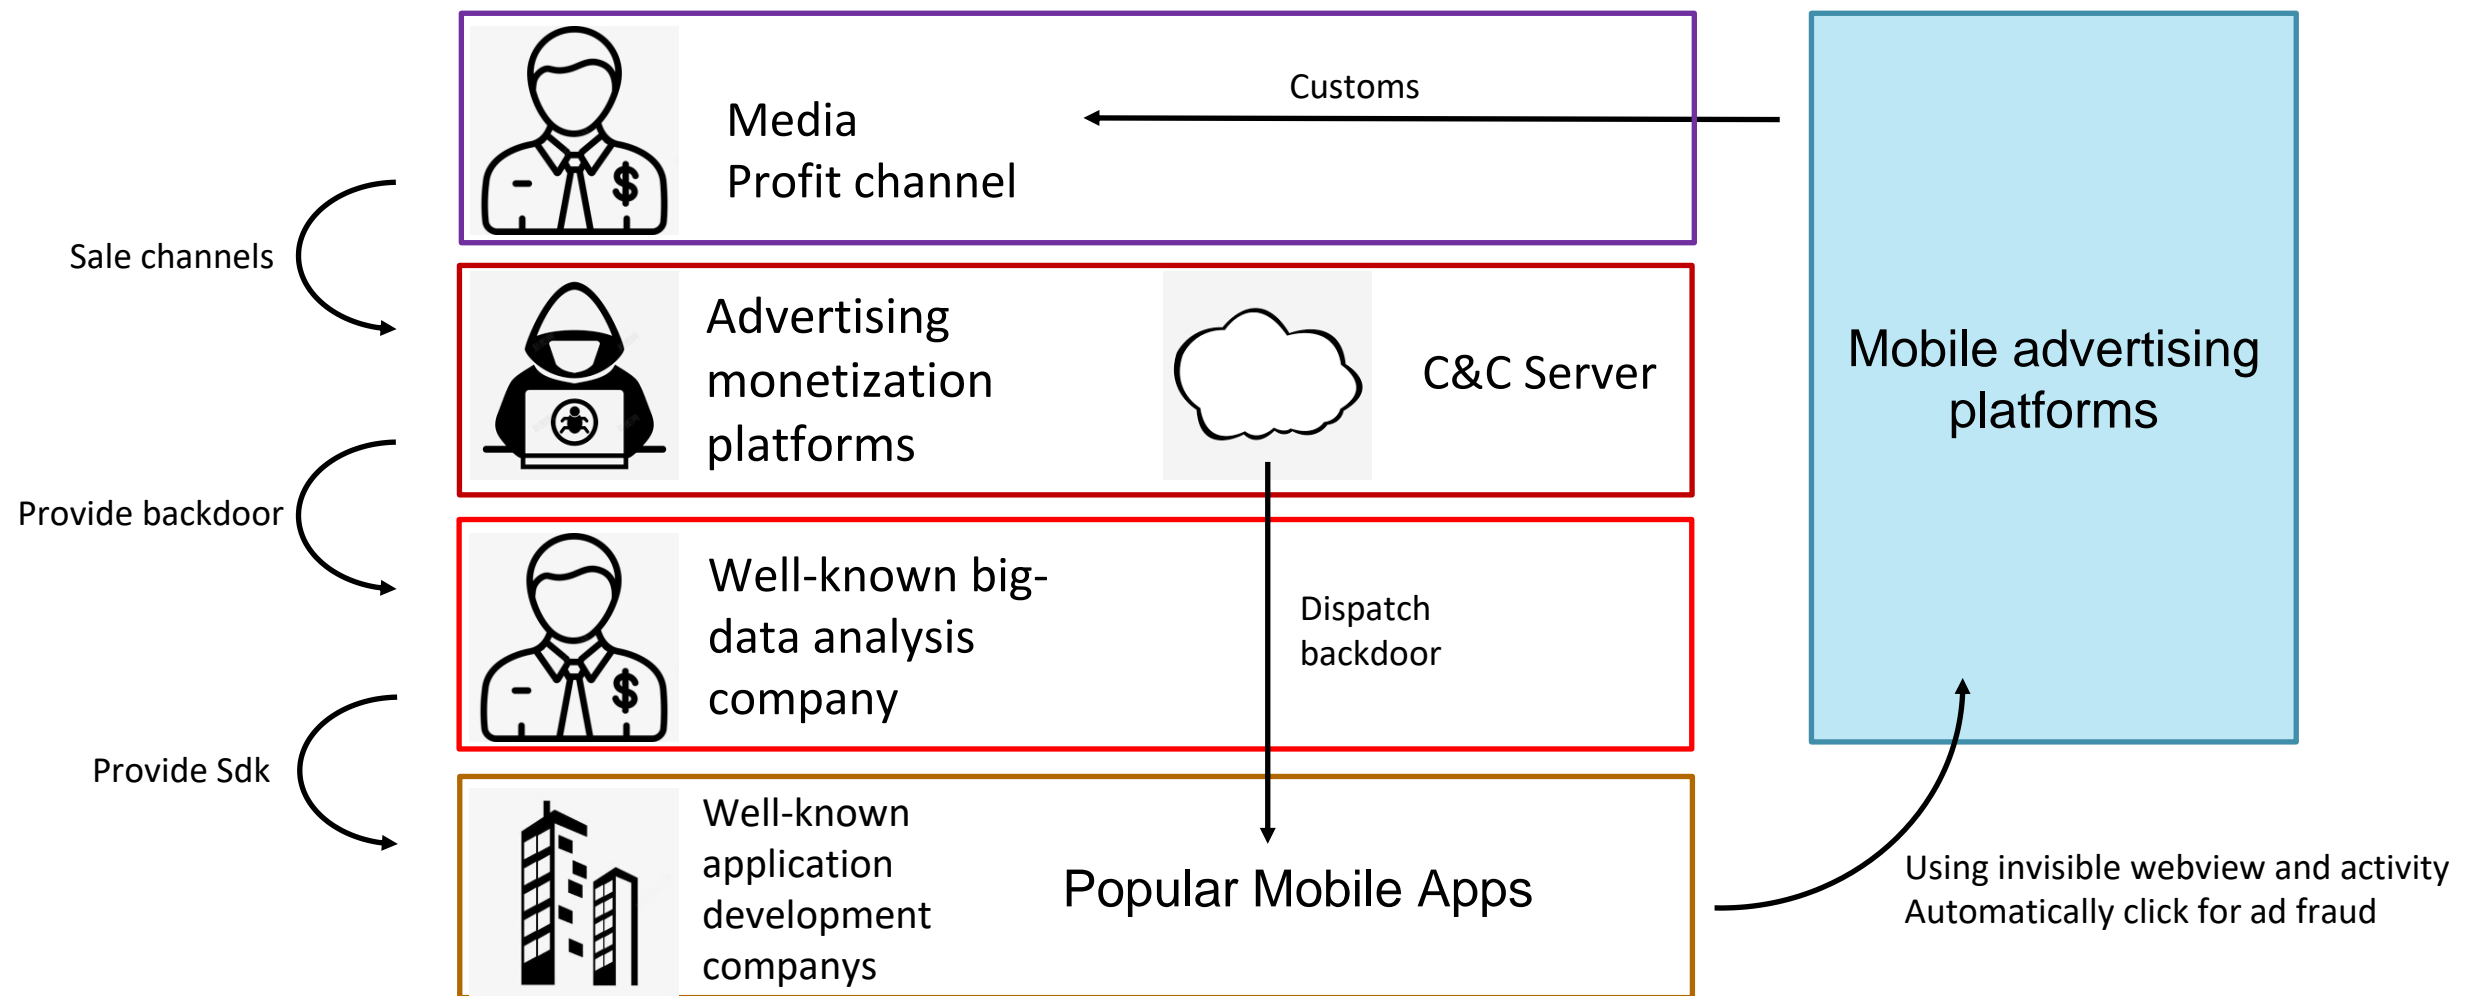 Customs
Media
Profit channel
Sale channels
Advertising
monetization
platforms
C&C Server
Mobile advertising
platforms
Provide backdoor
Well-known big-
data analysis
company
Dispatch
backdoor
Provide Sdk
Well-known
application
development
companys
Popular Mobile Apps
Using invisible webview and activity
Automatically click for ad fraud
$
$